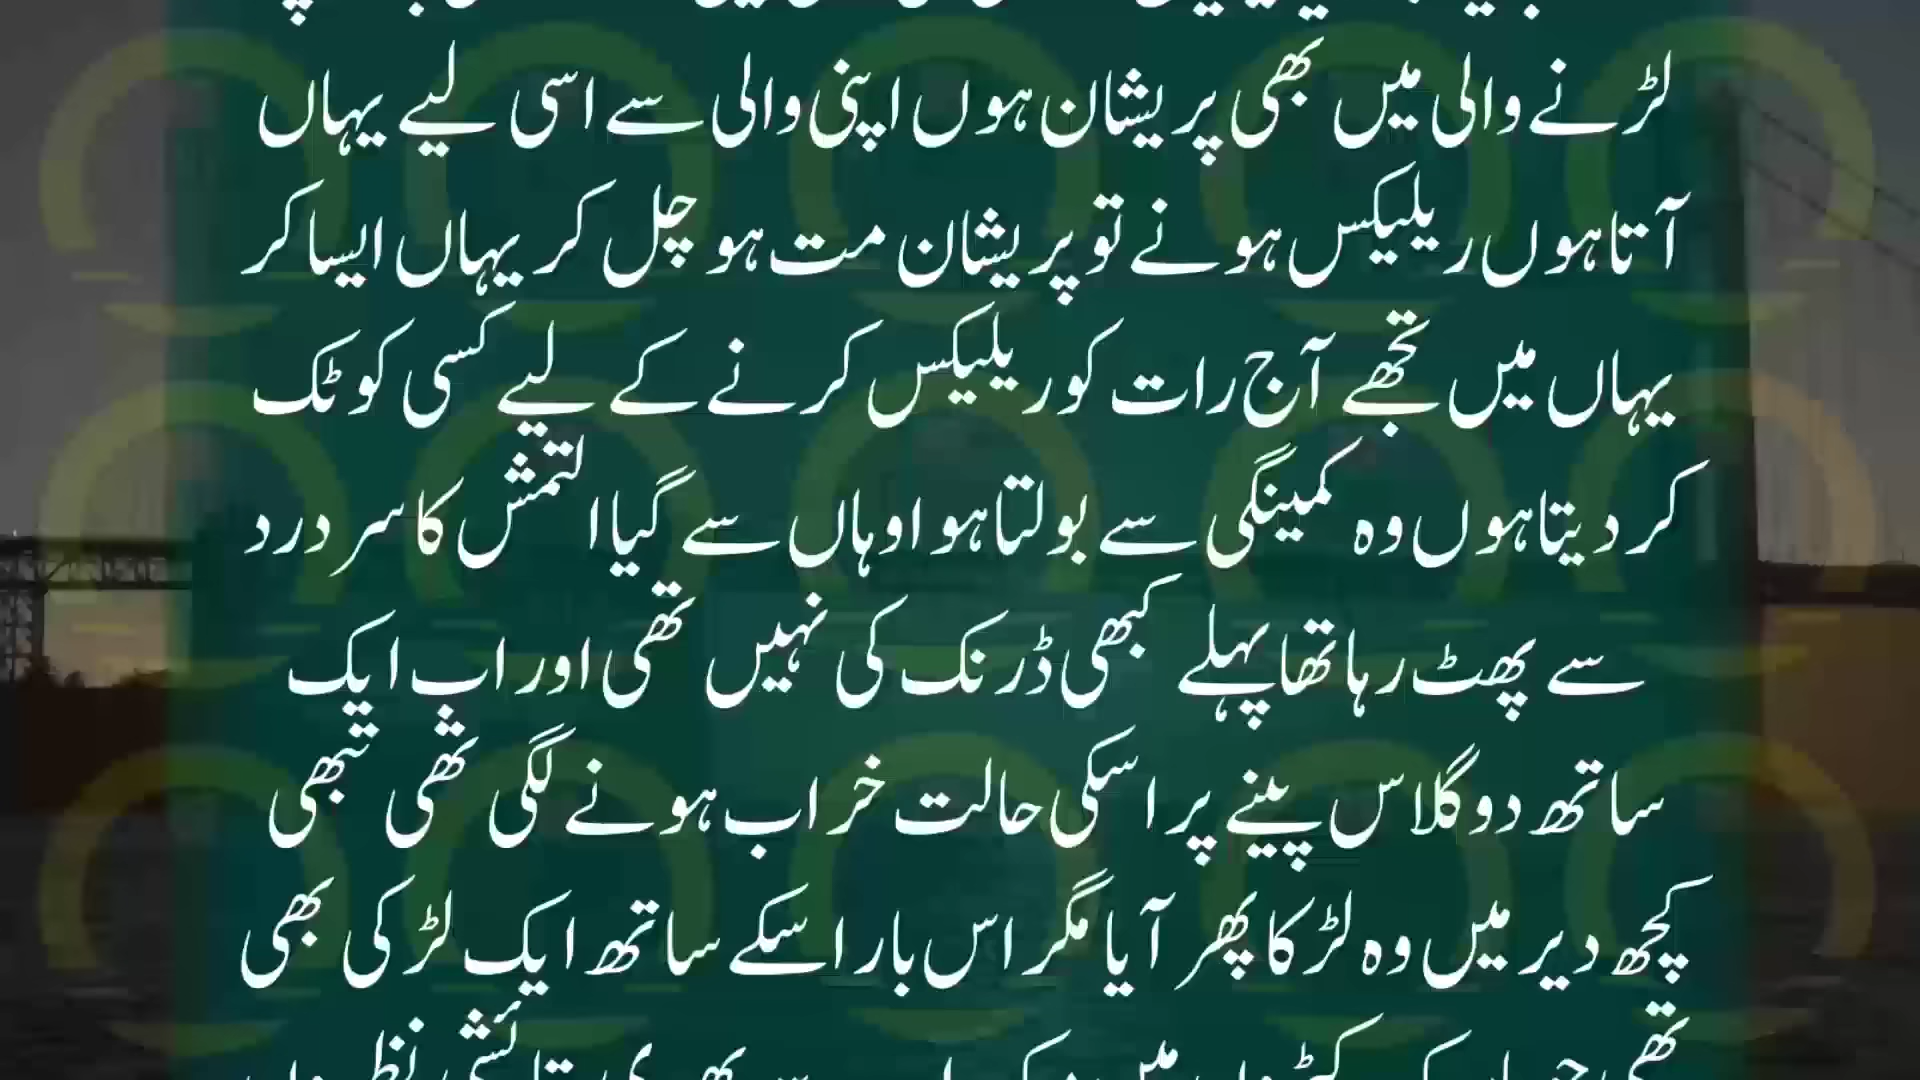 لڑنے والی میں بھی پریشان ہوں اپنی والی سے اسی لیے یہاں
آتا ہوں ریلیکس ہونے تو پریشان مت ہو چل کر یہاں ایسا کر
یہاں میں تجھے آج رات کو ریلیکس کرنے کے لیے کسی کو ٹک
کر دیتا ہوں وہ کمینگی سے بولتا ہوا وہاں سے گیا التمش کا سر درد
سے پھٹ رہا تھا پہلے کبھی ڈرنک کی نہیں تھی اور اب ایک
ساتھ دو گلاس پینے پر اسکی حالت خراب ہونے لگی تھی تبھی
کچھ دیر میں وہ لڑکا پھر آیا مگر اس بار اسکے ساتھ ایک لڑکی بھی